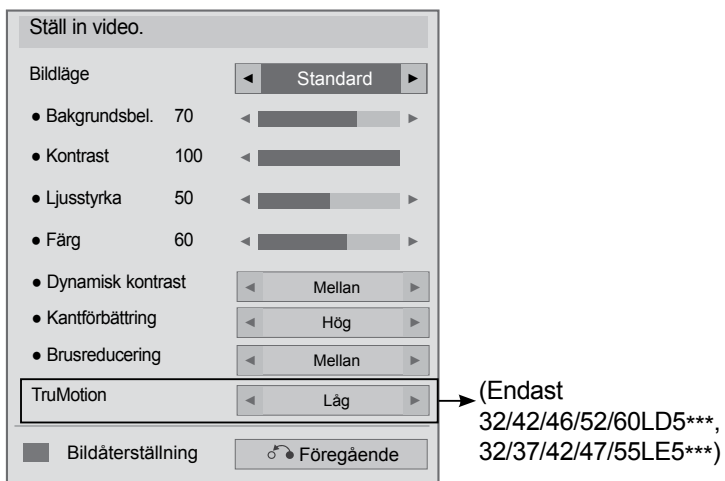 Ställ in video.
Bildläge ◄ Standard ►
● Bakgrundsbel. 70 ◄ ►
● Kontrast 100 ◄
● Ljusstyrka 50 ◄ ►
● Färg 60 ◄ ►
● Dynamisk kontrast ◄ Mellan ►
● Kantförbättring ◄ Hög ►
● Brusreducering ◄ Mellan ►
TruMotion ◄ Låg ►
(Endast
32/42/46/52/60LD5***,
32/37/42/47/55LE5***)
Bildåterställning Föregående